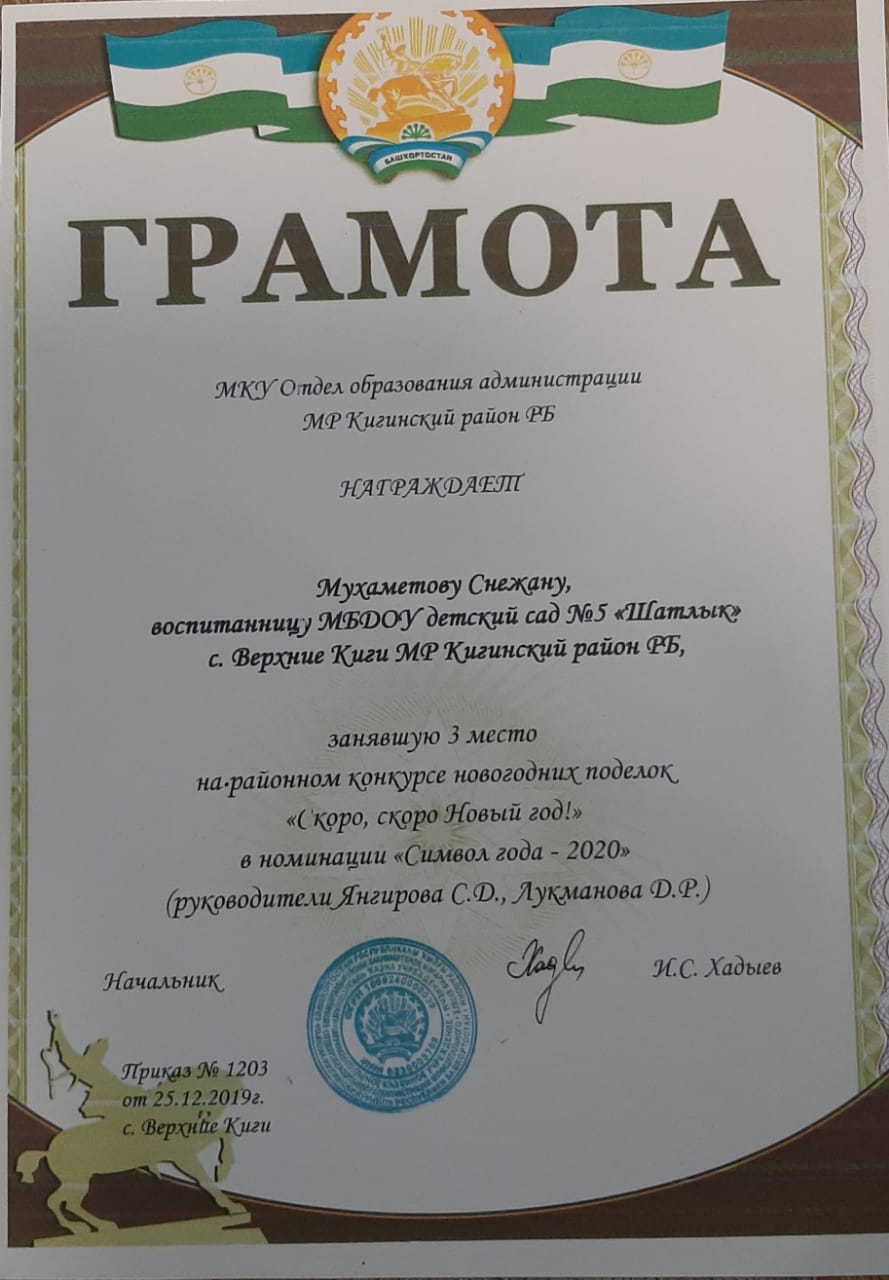 БАШҠОРТОСТАН
ГРАМОТА
МКУ Отдел образования администрации
МР Кигинский район РБ
НАГРАЖДАЕТ
Мухаметову Снежану,
воспитанницу МБДОУ детский сад №5 «Шатлык»
с. Верхние Киги МР Кигинский район РБ,
занявшую 3 место
на районном конкурсе новогодних поделок
«Скоро, скоро Новый год!»
в номинации «Символ года - 2020»
(руководители Янгирова С.Д., Лукманова Д.Р.)
Начальник
И.С. Хадыев
Приказ № 1203
от 25.12.2019г.
с. Верхние Киги